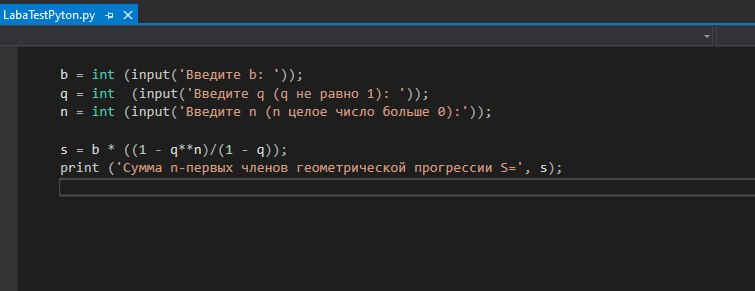 LabaTestPyton.py
b = int (input('Введите b: '));
q = int  (input('Введите q (q не равно 1): '));
n = int (input('Введите n (n целое число больше 0):'));
s = b * ((1 - q**n)/(1 - q));
print ('Сумма n-первых членов геометрической прогрессии S=', s);